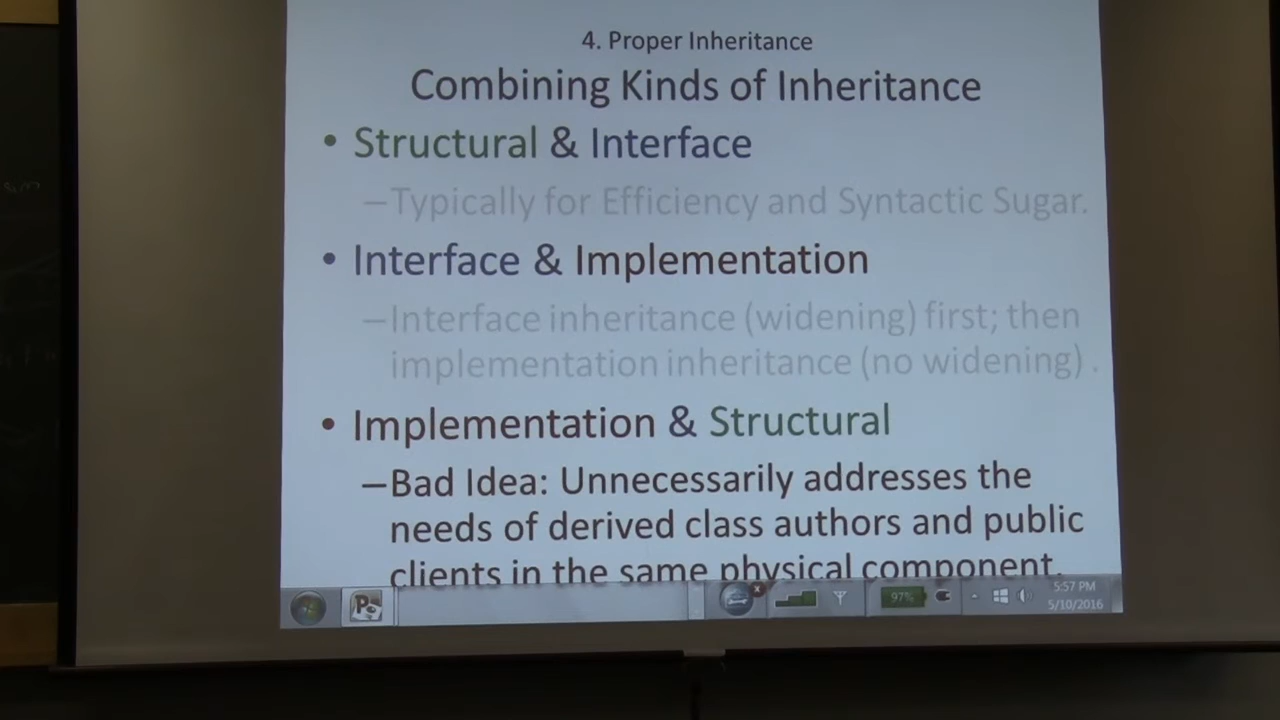 4. Proper Inheritance
Combining Kinds of Inheritance
• Structural & Interface
–Typically for Efficiency and Syntactic Sugar.
• Interface & Implementation
–Interface inheritance (widening) first; then
implementation inheritance (no widening) .
• Implementation & Structural
–Bad Idea: Unnecessarily addresses the
needs of derived class authors and public
clients in the same physical component.
97%
5:57 PM
5/10/2016